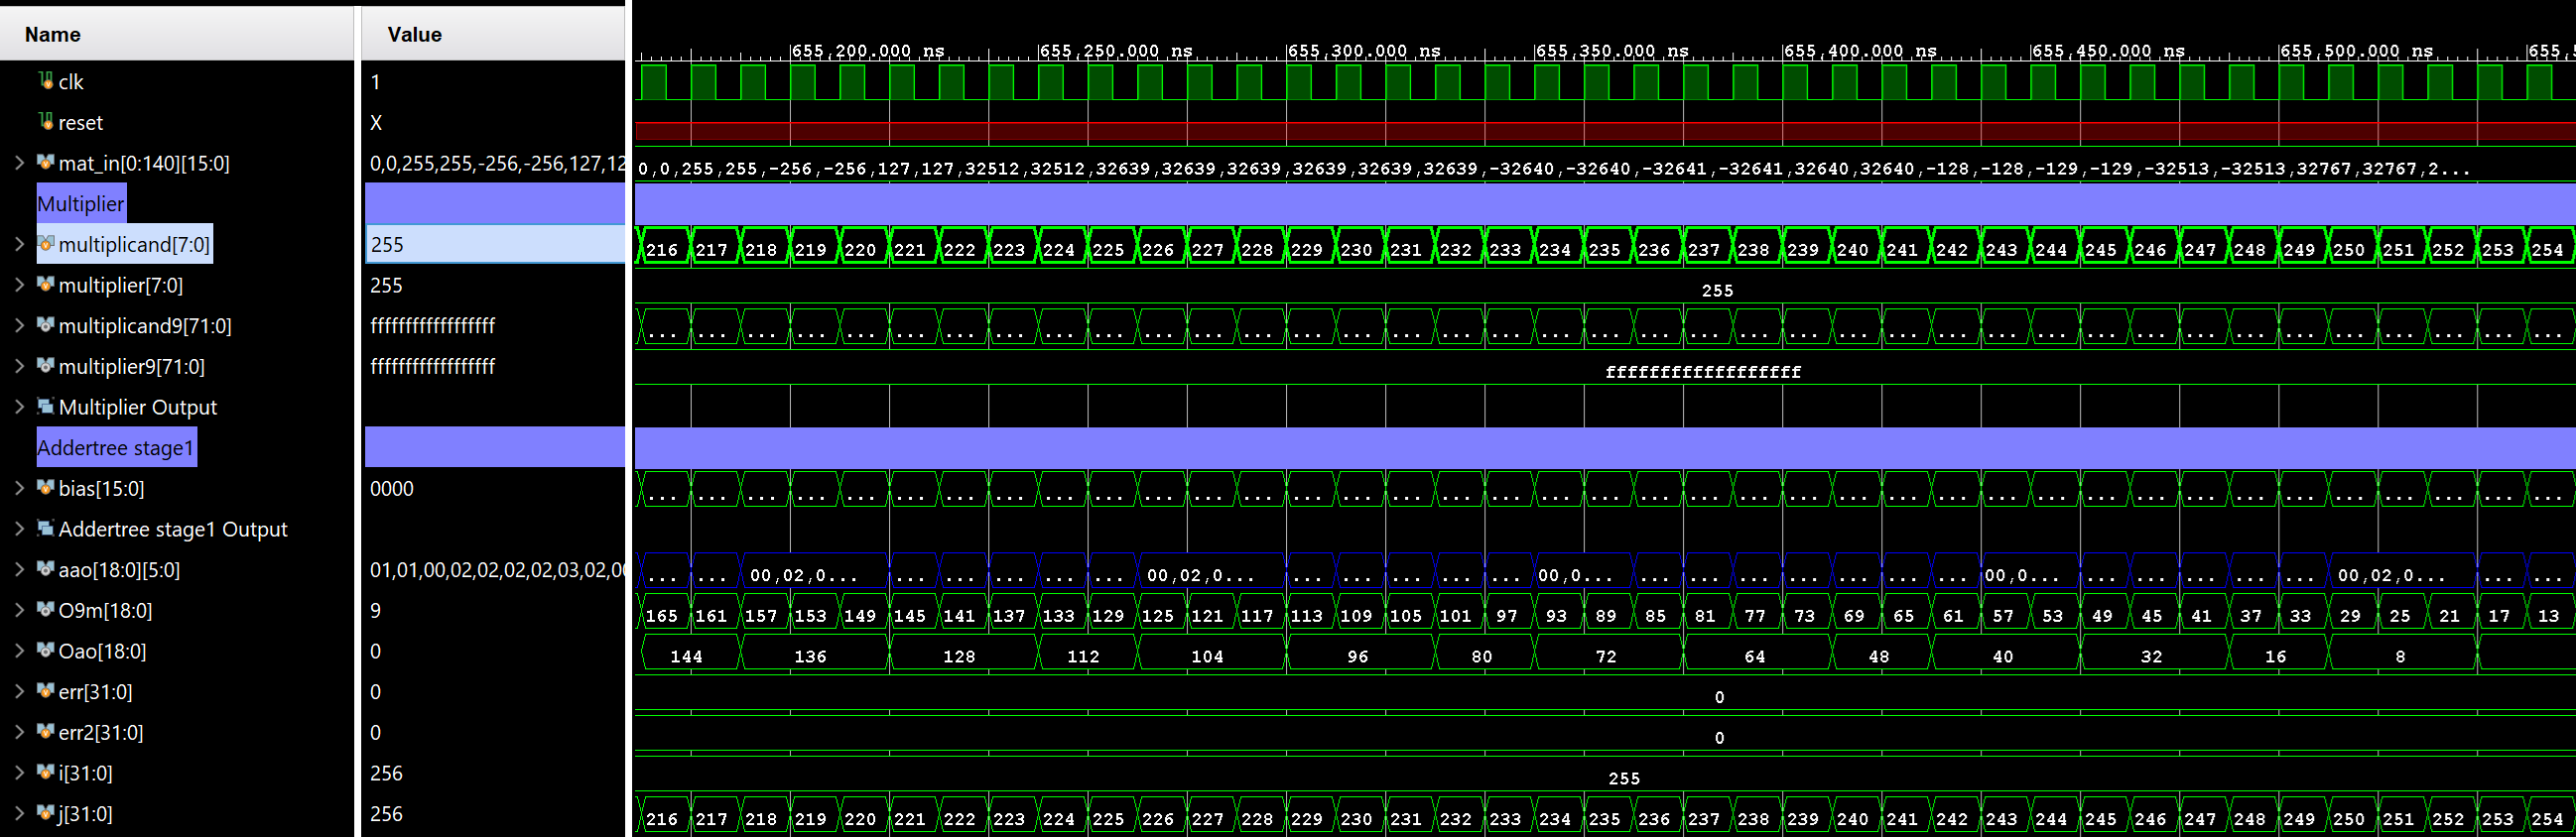 Name Value
655,200.000 ns 655,250.000 ns 655,300.000 ns 655,350.000 ns 655,400.000 ns 655,450.000 ns 655,500.000 ns 655,5
clk 1
reset X
mat_in[0:140][15:0] 0,0,255,255,-256,-256,127,12 0,0,255,255,-256,-256,127,127,32512,32512,32639,32639,32639,32639,32639,32639,-32640,-32640,-32641,-32641,32640,32640,-128,-128,-129,-129,-32513,-32513,32767,32767,2...
Multiplier
multiplicand[7:0] 255 216 217 218 219 220 221 222 223 224 225 226 227 228 229 230 231 232 233 234 235 236 237 238 239 240 241 242 243 244 245 246 247 248 249 250 251 252 253 254
multiplier[7:0] 255 255
multiplicand9[71:0] ffffffffffffffffff ... ... ... ... ... ... ... ... ... ... ... ... ... ... ... ... ... ... ... ... ... ... ... ... ... ... ... ... ... ... ... ... ... ... ... ... ... ... ...
multiplier9[71:0] ffffffffffffffffff ffffffffffffffffff
Multiplier Output
Addertree stage1
bias[15:0] 0000 ... ... ... ... ... ... ... ... ... ... ... ... ... ... ... ... ... ... ... ... ... ... ... ... ... ... ... ... ... ... ... ... ... ... ... ... ... ... ...
Addertree stage1 Output
aao[18:0][5:0] 01,01,00,02,02,02,02,03,02,00 ... ... 00,02,0... ... ... ... ... ... 00,02,0... ... ... ... ... ... 00,0... ... ... ... ... ... ... ... 00,0... ... ... ... ... ... 00,02,0... ... ...
O9m[18:0] 9 165 161 157 153 149 145 141 137 133 129 125 121 117 113 109 105 101 97 93 89 85 81 77 73 69 65 61 57 53 49 45 41 37 33 29 25 21 17 13
Oao[18:0] 0 144 136 128 112 104 96 80 72 64 48 40 32 16 8
err[31:0] 0 0
err2[31:0] 0 0
i[31:0] 256 255
j[31:0] 256 216 217 218 219 220 221 222 223 224 225 226 227 228 229 230 231 232 233 234 235 236 237 238 239 240 241 242 243 244 245 246 247 248 249 250 251 252 253 254